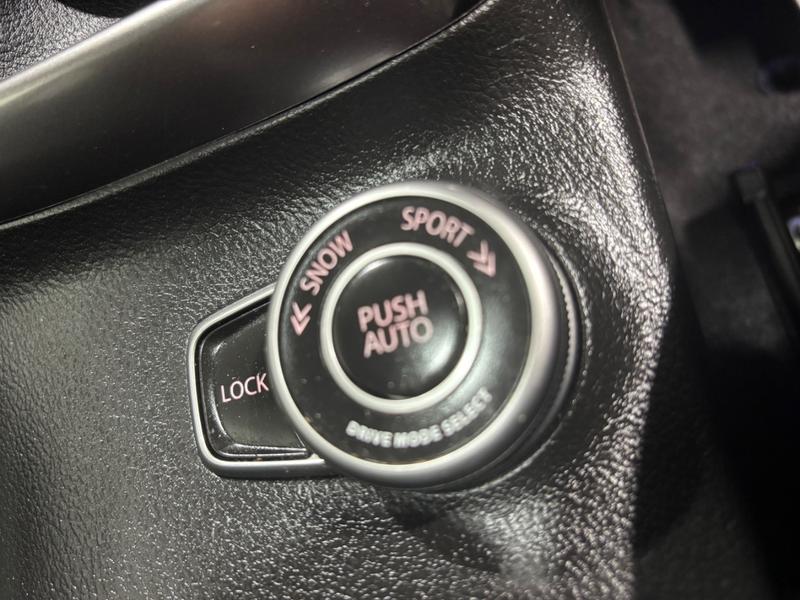 « SNOW
SPORT »
PUSH
AUTO
LOCK
DRIVE MODE SELECT